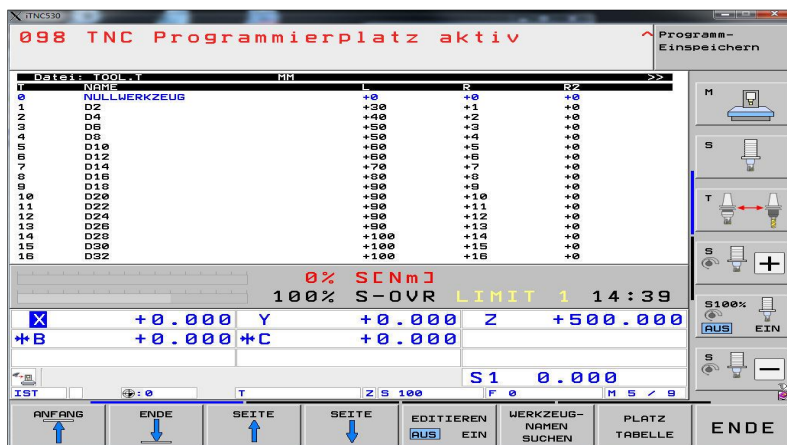 iTNC530
098 TNC Programmierplatz aktiv
Programm-
Einspeichern
Datei: TOOL.T MM >>
T NAME L R R2
0 NULLWERKZEUG +0 +0 +0
1 D2 +30 +1 +0
2 D4 +40 +2 +0
3 D6 +50 +3 +0
4 D8 +50 +4 +0
5 D10 +60 +5 +0
6 D12 +60 +6 +0
7 D14 +70 +7 +0
8 D16 +80 +8 +0
9 D18 +90 +9 +0
10 D20 +90 +10 +0
11 D22 +90 +11 +0
12 D24 +90 +12 +0
13 D26 +90 +13 +0
14 D28 +100 +14 +0
15 D30 +100 +15 +0
16 D32 +100 +16 +0
0% S[Nm]
100% S-OVR LIMIT 1 14:39
X +0.000 Y +0.000 Z +500.000
B +0.000 C +0.000
S1 0.000
IST : 0 T Z S 100 F 0 M 5 / 9
M
S
T
S
S100%
AUS EIN
S
ANFANG
ENDE
SEITE
SEITE
EDITIEREN
AUS EIN
WERKZEUG-
NAMEN
SUCHEN
PLATZ
TABELLE
ENDE